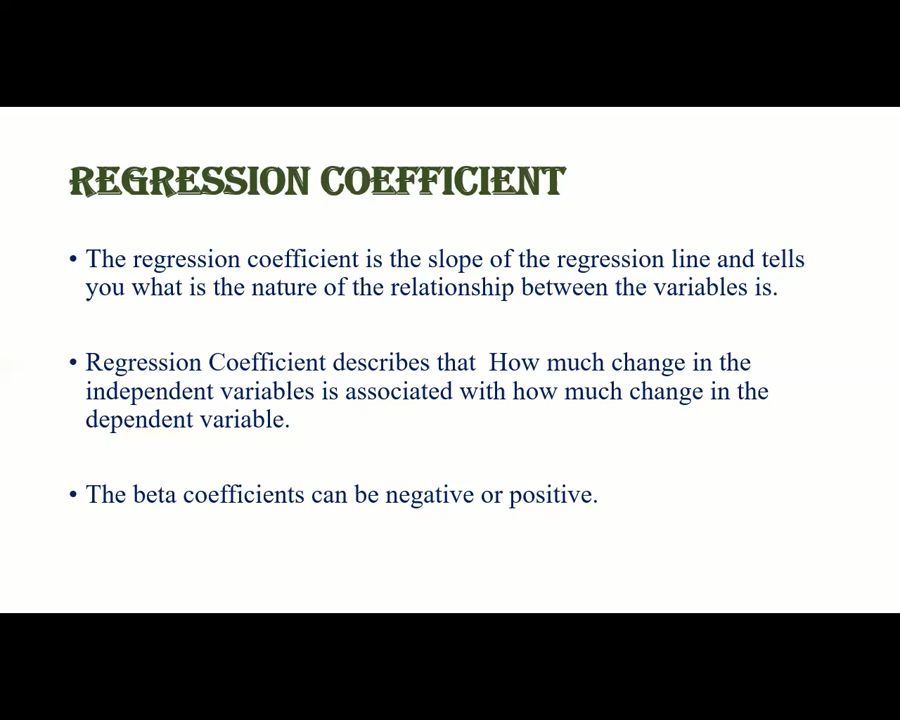 REGRESSION COEFFICIENT
• The regression coefficient is the slope of the regression line and tells
you what is the nature of the relationship between the variables is.
• Regression Coefficient describes that  How much change in the
independent variables is associated with how much change in the
dependent variable.
• The beta coefficients can be negative or positive.